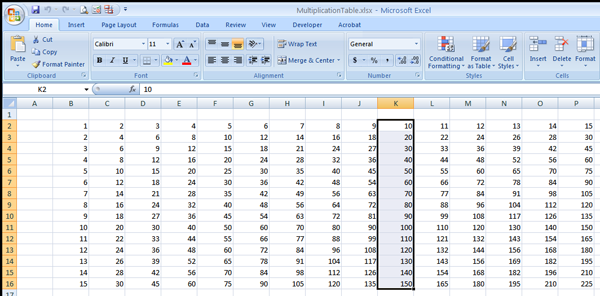 MultiplicationTable.xlsx - Microsoft Excel
Home Insert Page Layout Formulas Data Review View Developer Acrobat
Paste Cut Calibri 11 A A Wrap Text General Conditional Formatting Format as Table Cell Styles Insert Delete Format
Copy
Format Painter B I U Merge & Center $ % ,
Clipboard Font Alignment Number Styles Cells
K2 fx 10
A B C D E F G H I J K L M N O P
1
2 1 2 3 4 5 6 7 8 9 10 11 12 13 14 15
3 2 4 6 8 10 12 14 16 18 20 22 24 26 28 30
4 3 6 9 12 15 18 21 24 27 30 33 36 39 42 45
5 4 8 12 16 20 24 28 32 36 40 44 48 52 56 60
6 5 10 15 20 25 30 35 40 45 50 55 60 65 70 75
7 6 12 18 24 30 36 42 48 54 60 66 72 78 84 90
8 7 14 21 28 35 42 49 56 63 70 77 84 91 98 105
9 8 16 24 32 40 48 56 64 72 80 88 96 104 112 120
10 9 18 27 36 45 54 63 72 81 90 99 108 117 126 135
11 10 20 30 40 50 60 70 80 90 100 110 120 130 140 150
12 11 22 33 44 55 66 77 88 99 110 121 132 143 154 165
13 12 24 36 48 60 72 84 96 108 120 132 144 156 168 180
14 13 26 39 52 65 78 91 104 117 130 143 156 169 182 195
15 14 28 42 56 70 84 98 112 126 140 154 168 182 196 210
16 15 30 45 60 75 90 105 120 135 150 165 180 195 210 225
17